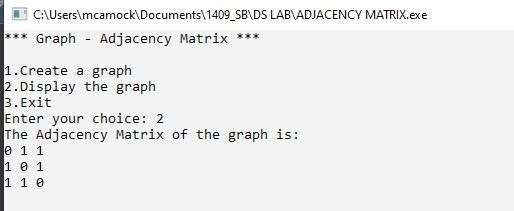 C:\Users\mcamock\Documents\1409_SB\DS LAB\ADJACENCY MATRIX.exe
*** Graph - Adjacency Matrix ***
1.Create a graph
2.Display the graph
3.Exit
Enter your choice: 2
The Adjacency Matrix of the graph is:
0 1 1
1 0 1
1 1 0